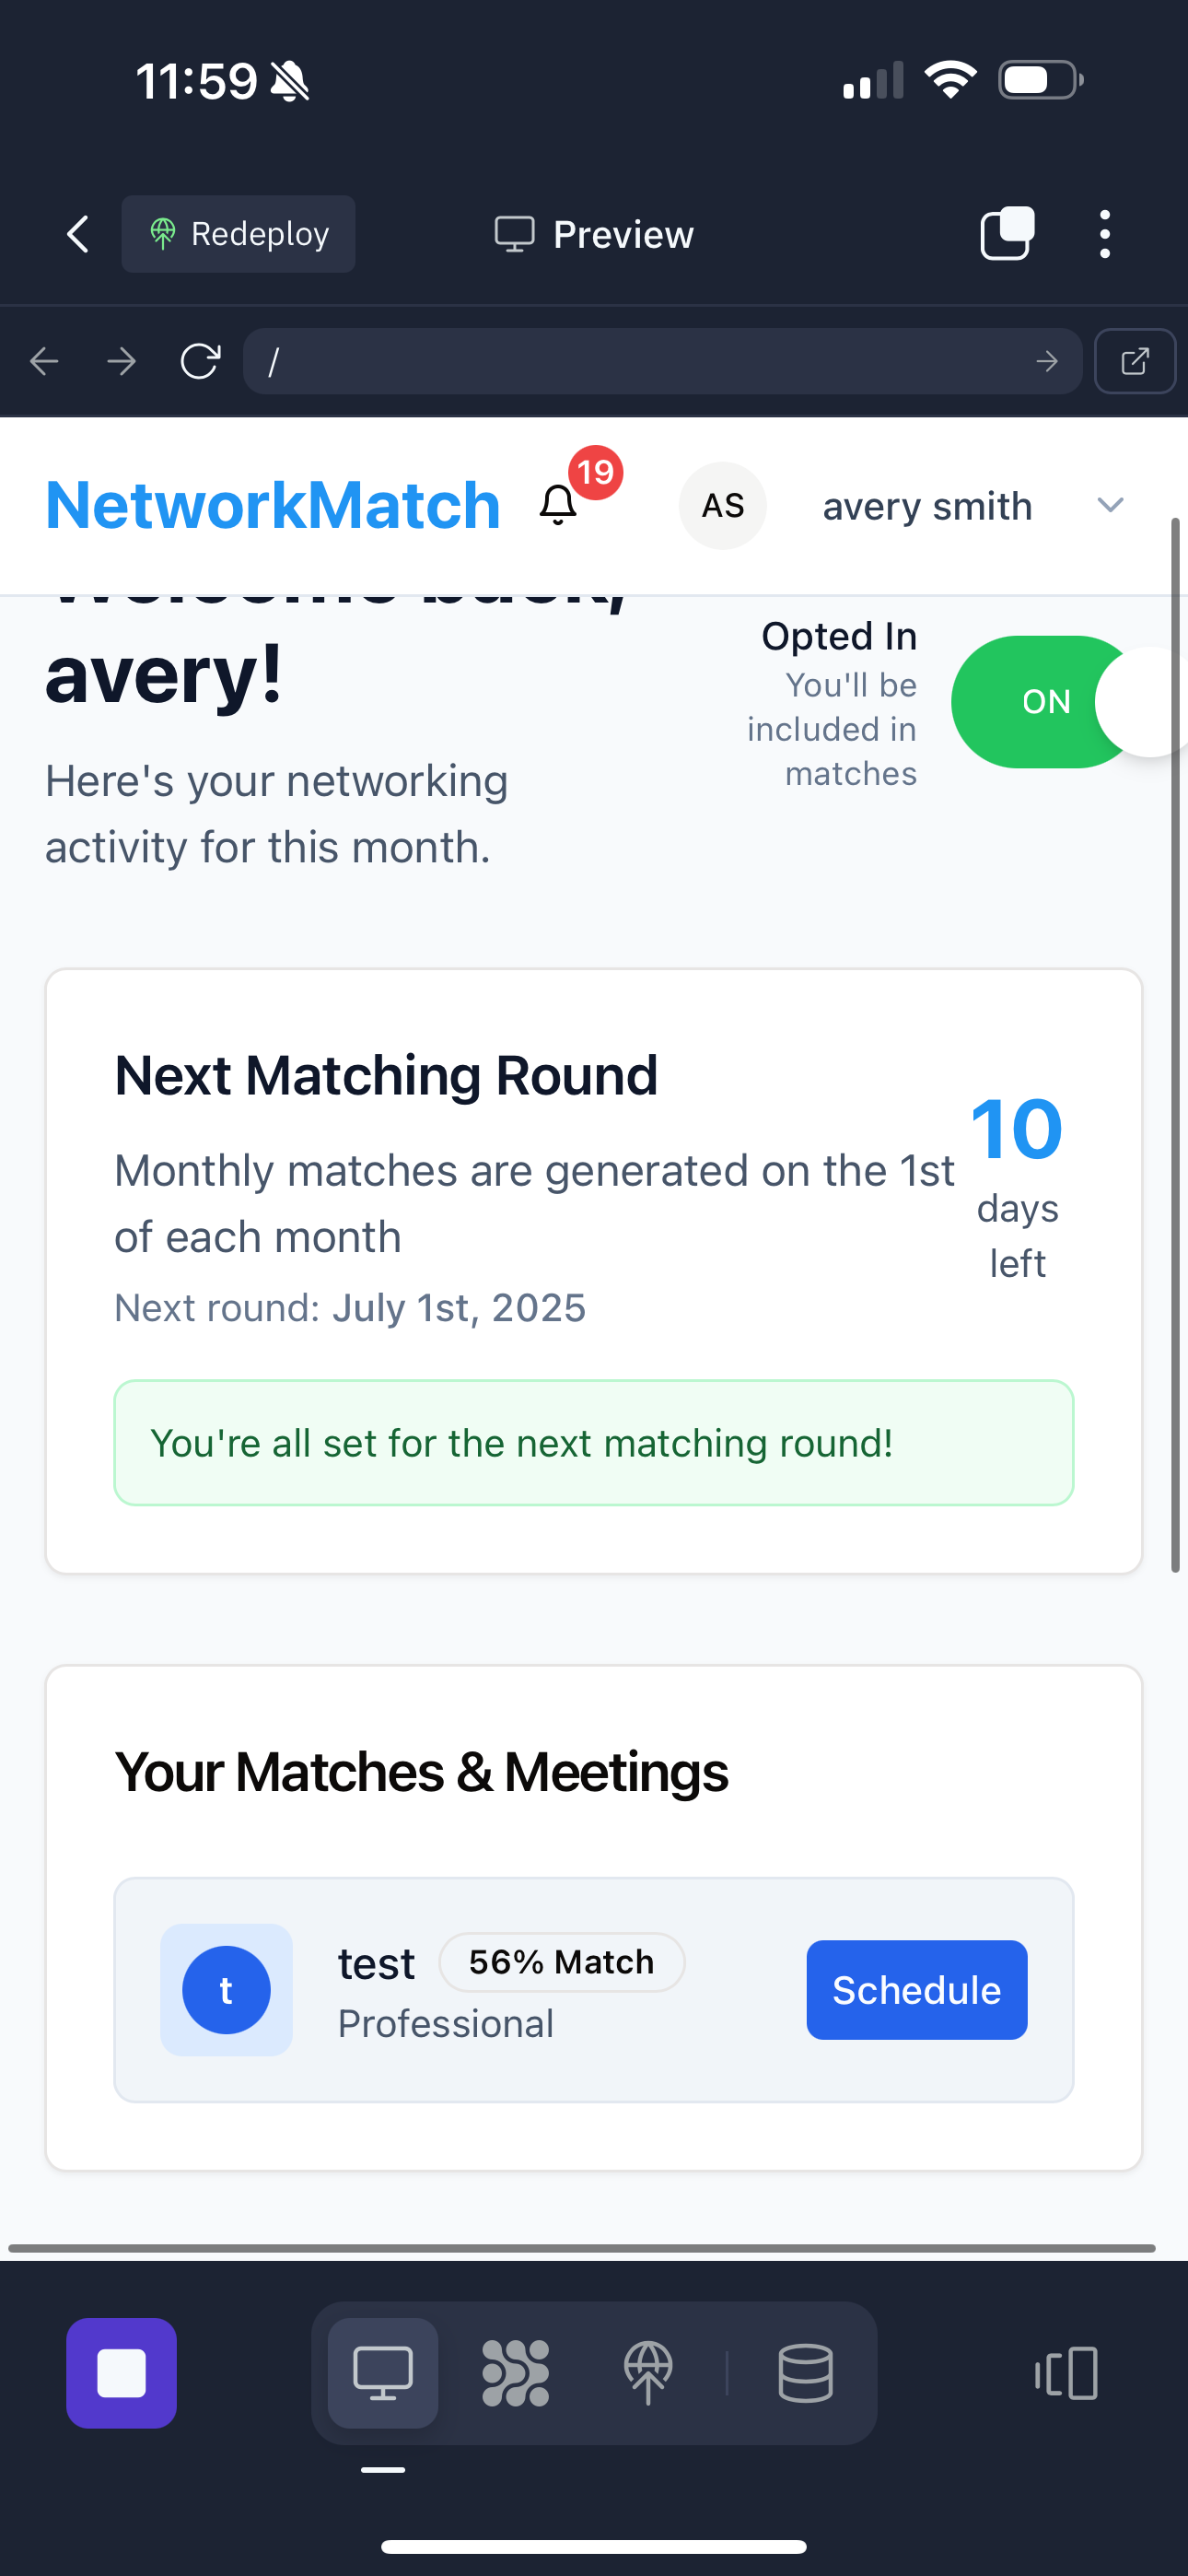 11:59
Redeploy
Preview
/
NetworkMatch
19
AS
avery smith
Welcome back,
avery!
Here's your networking
activity for this month.
Opted In
You'll be
included in
matches
ON
Next Matching Round
Monthly matches are generated on the 1st
of each month
Next round: July 1st, 2025
10
days
left
You're all set for the next matching round!
Your Matches & Meetings
t
test
56% Match
Professional
Schedule